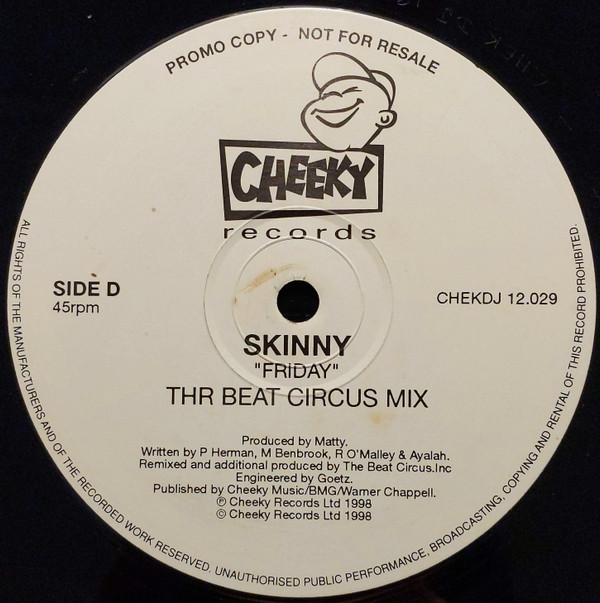 PROMO COPY - NOT FOR RESALE
CHEEKY
records
SIDE D
45rpm
CHEKDJ 12.029
SKINNY
"FRIDAY"
THR BEAT CIRCUS MIX
Produced by Matty.
Written by P Herman, M Benbrook, R O'Malley & Ayalah.
Remixed and additional produced by The Beat Circus.Inc
Engineered by Goetz.
Published by Cheeky Music/BMG/Warner Chappell.
Ⓟ Cheeky Records Ltd 1998
© Cheeky Records Ltd 1998
ALL RIGHTS OF THE MANUFACTURERS AND OF THE RECORDED WORK RESERVED. UNAUTHORISED PUBLIC PERFORMANCE, BROADCASTING, COPYING AND RENTAL OF THIS RECORD PROHIBITED.